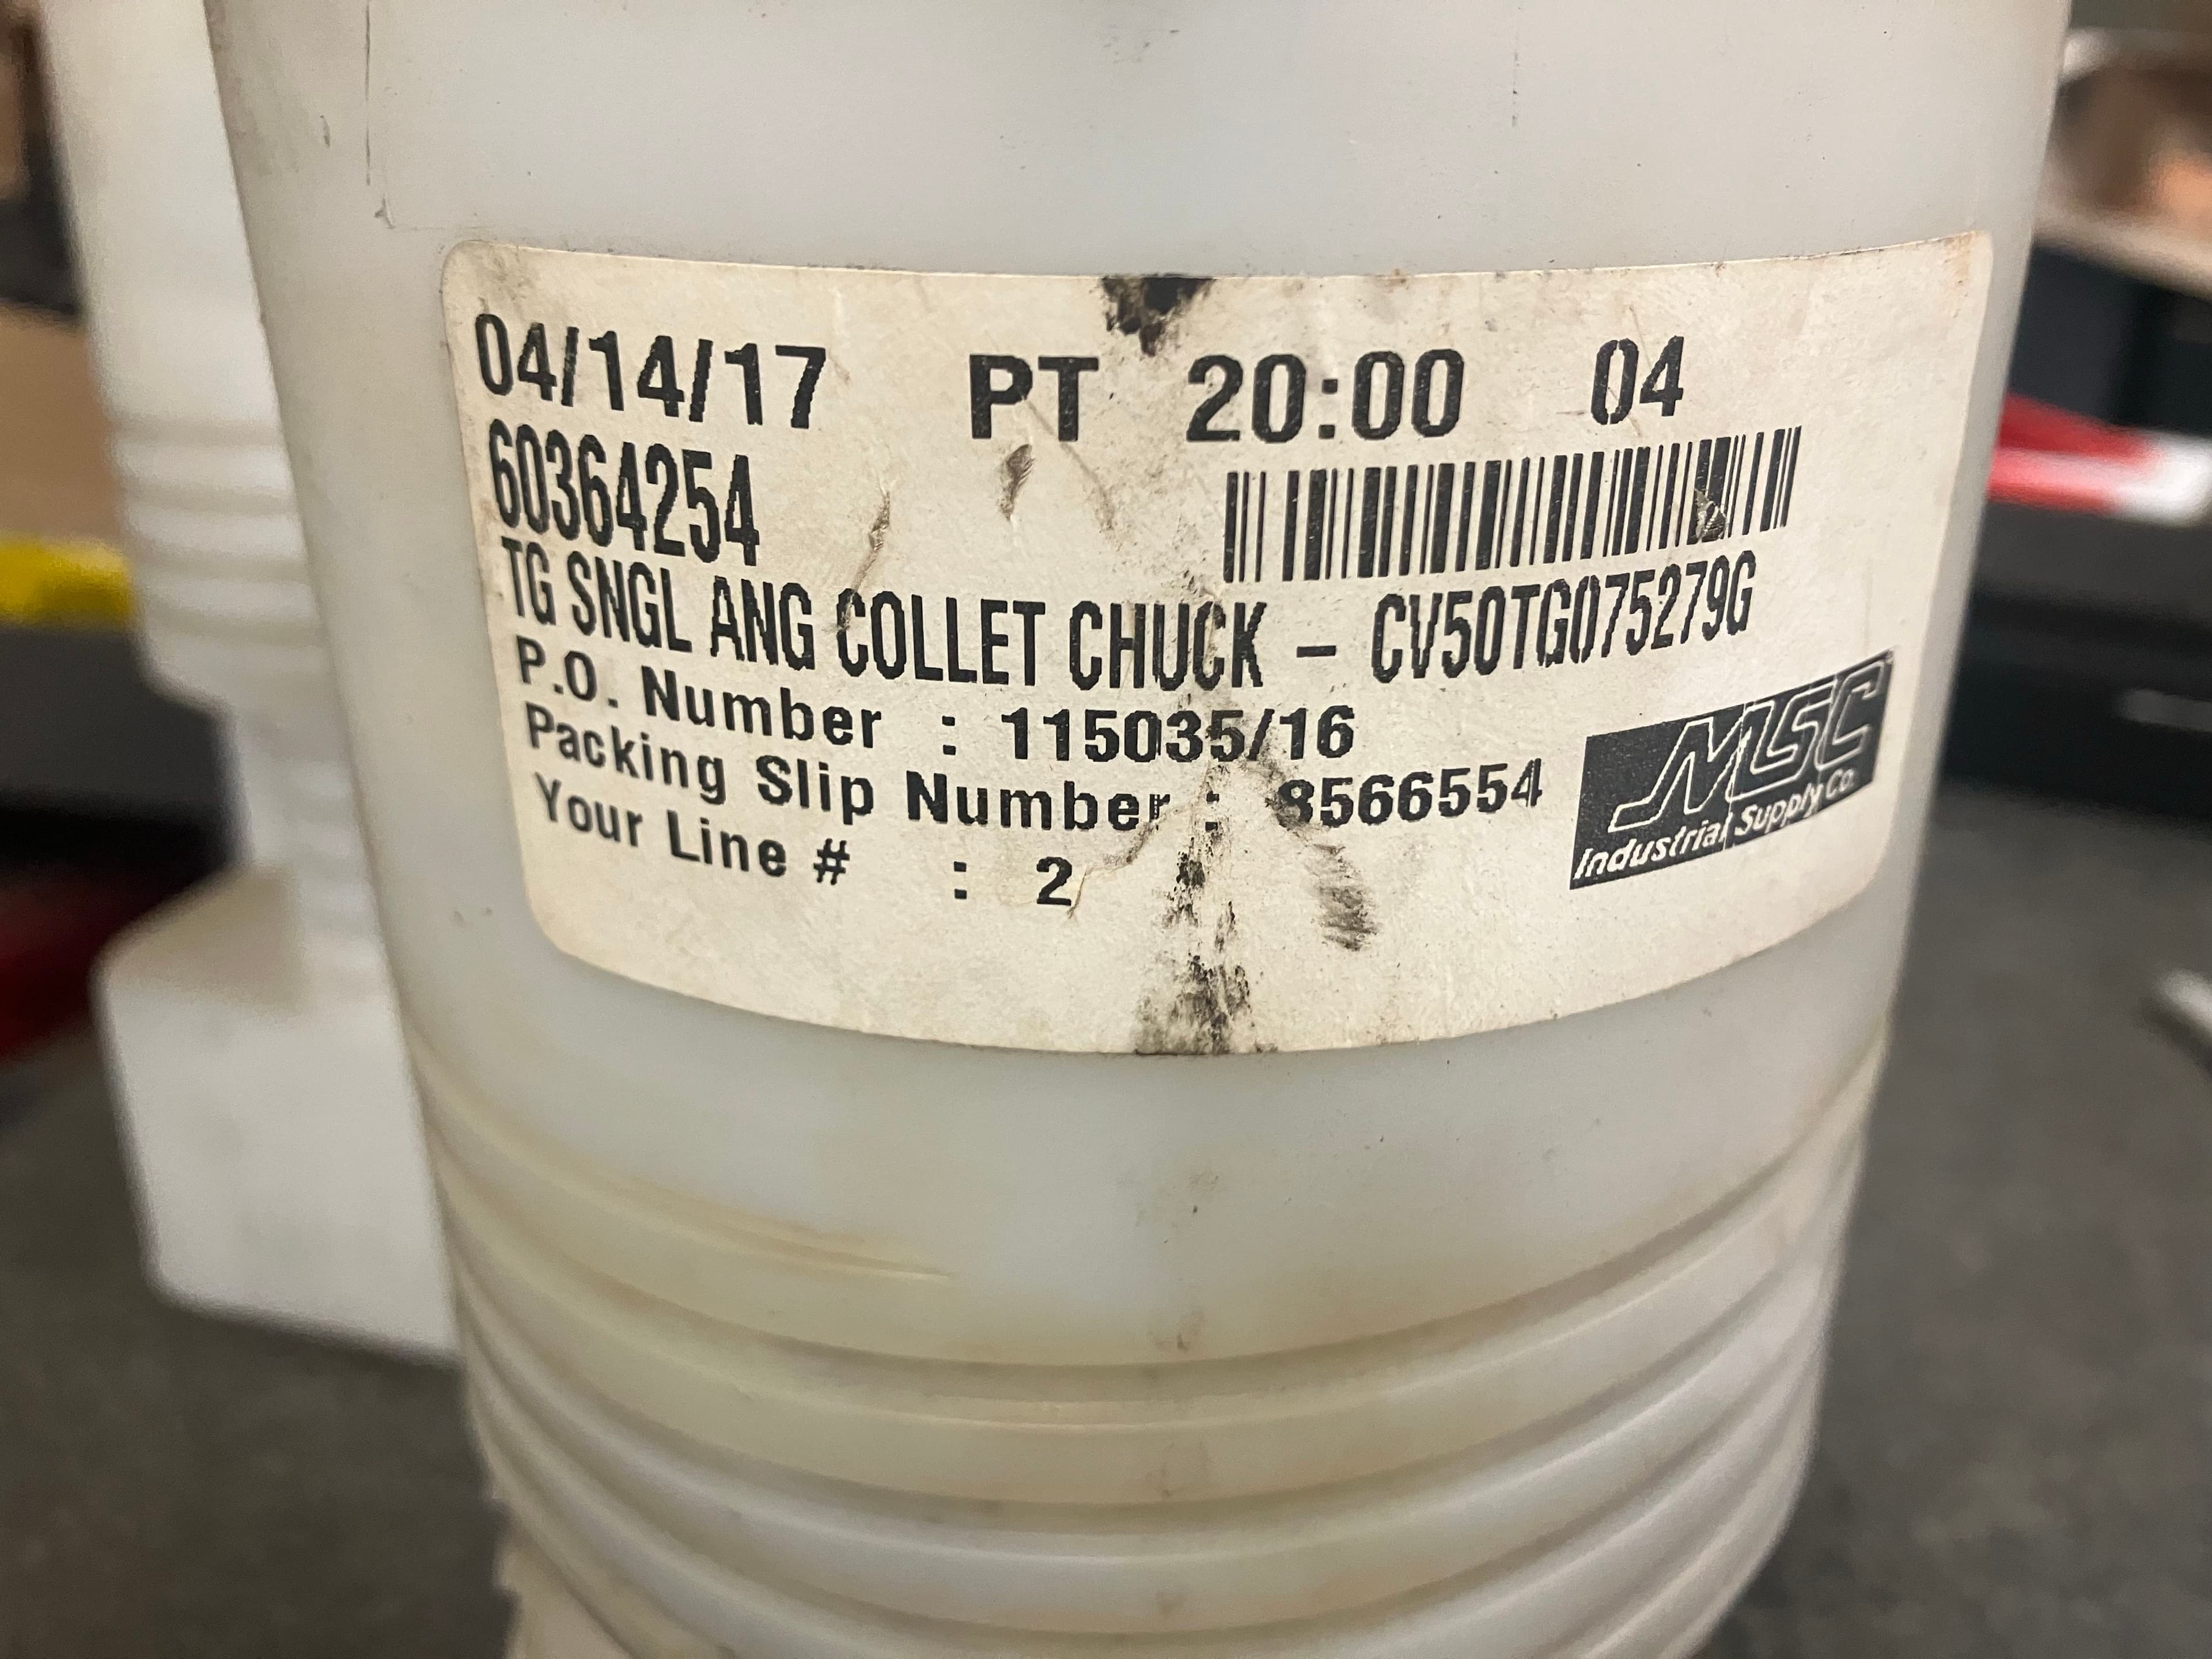 04/14/17 PT 20:00 04
60364254
TG SNGL ANG COLLET CHUCK - CV50TG075279G
P.O. Number : 115035/16
Packing Slip Number : 8566554
Your Line # : 2
MSC
Industrial Supply Co.